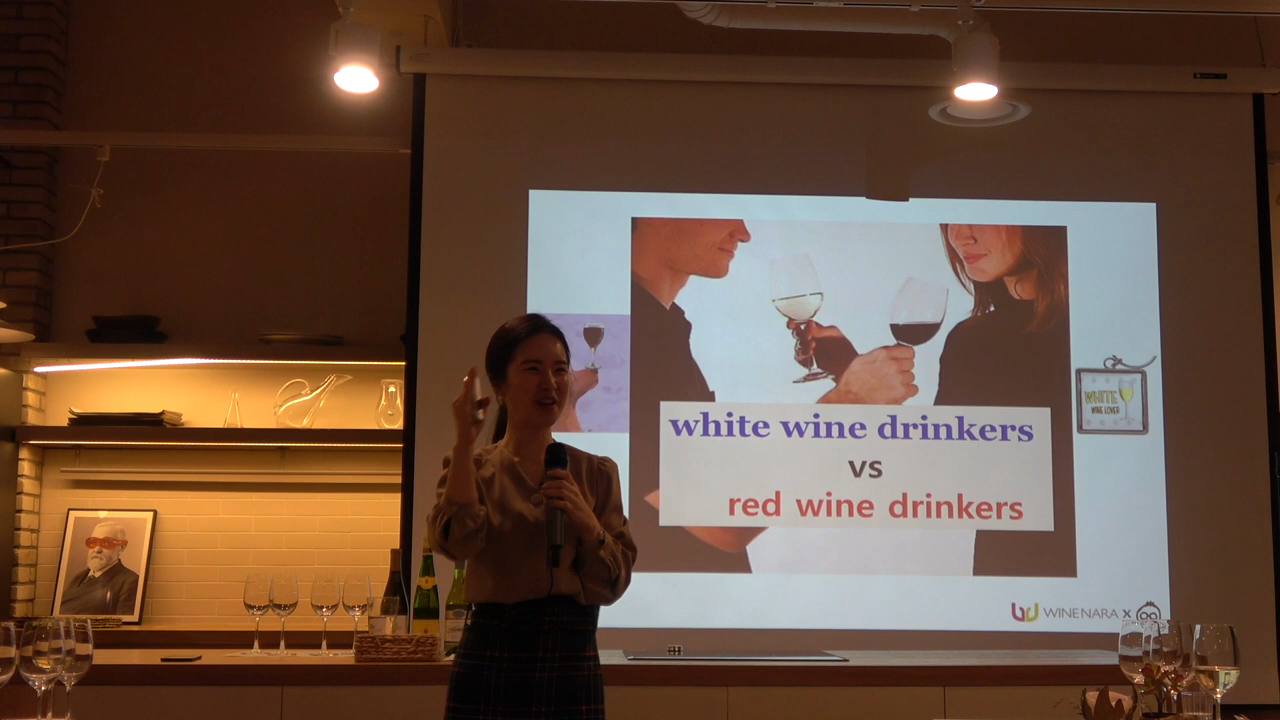 white wine drinkers
vs
red wine drinkers
WHITE
WINE LOVER
WINENARA X